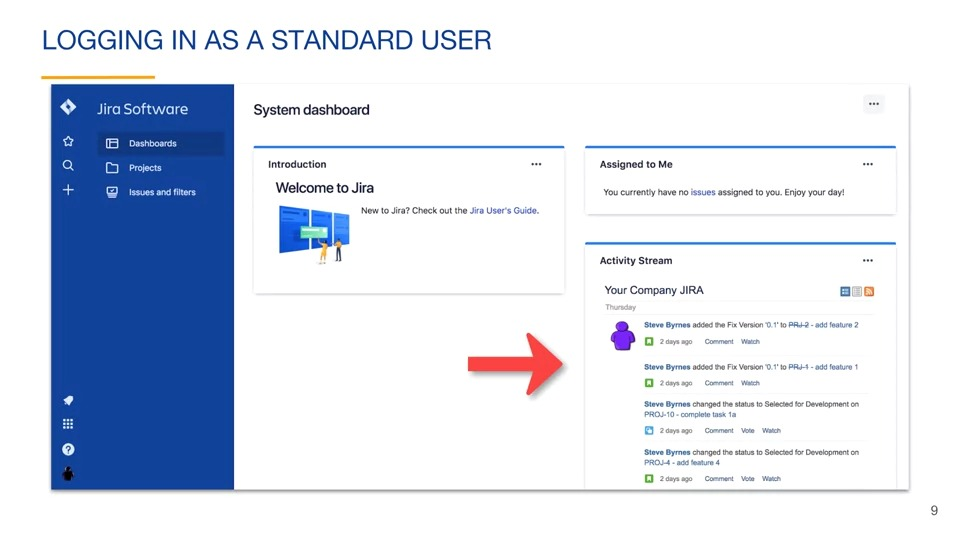 LOGGING IN AS A STANDARD USER
Jira Software
Dashboards
Projects
Issues and filters
System dashboard
Introduction
Welcome to Jira
New to Jira? Check out the Jira User's Guide.
Assigned to Me
You currently have no issues assigned to you. Enjoy your day!
Activity Stream
Your Company JIRA
Thursday
Steve Byrnes added the Fix Version '0.1' to PRJ-2 - add feature 2
2 days ago Comment Watch
Steve Byrnes added the Fix Version '0.1' to PRJ-1 - add feature 1
2 days ago Comment Watch
Steve Byrnes changed the status to Selected for Development on
PROJ-10 - complete task 1a
2 days ago Comment Vote Watch
Steve Byrnes changed the status to Selected for Development on
PROJ-4 - add feature 4
2 days ago Comment Vote Watch
9